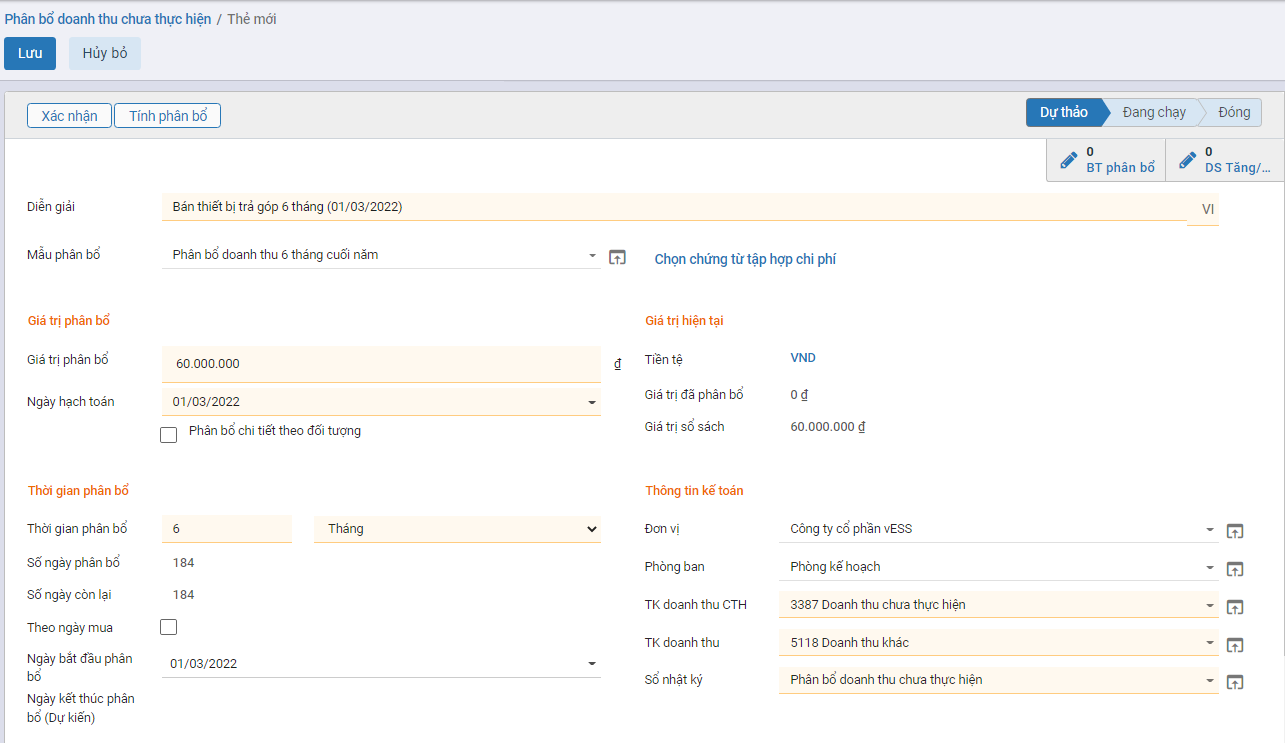 Phân bổ doanh thu chưa thực hiện / Thẻ mới
Lưu
Hủy bỏ
Xác nhận
Tính phân bổ
Dự thảo
Đang chạy
Đóng
0
BT phân bổ
0
DS Tăng/...
Diễn giải
Bán thiết bị trả góp 6 tháng (01/03/2022)
VI
Mẫu phân bổ
Phân bổ doanh thu 6 tháng cuối năm
Chọn chứng từ tập hợp chi phí
Giá trị phân bổ
Giá trị phân bổ
60.000.000
₫
Ngày hạch toán
01/03/2022
Phân bổ chi tiết theo đối tượng
Giá trị hiện tại
Tiền tệ
VND
Giá trị đã phân bổ
0 ₫
Giá trị sổ sách
60.000.000 ₫
Thời gian phân bổ
Thời gian phân bổ
6
Tháng
Số ngày phân bổ
184
Số ngày còn lại
184
Theo ngày mua
Ngày bắt đầu phân
bổ
01/03/2022
Ngày kết thúc phân
bổ (Dự kiến)
Thông tin kế toán
Đơn vị
Công ty cổ phần vESS
Phòng ban
Phòng kế hoạch
TK doanh thu CTH
3387 Doanh thu chưa thực hiện
TK doanh thu
5118 Doanh thu khác
Sổ nhật ký
Phân bổ doanh thu chưa thực hiện